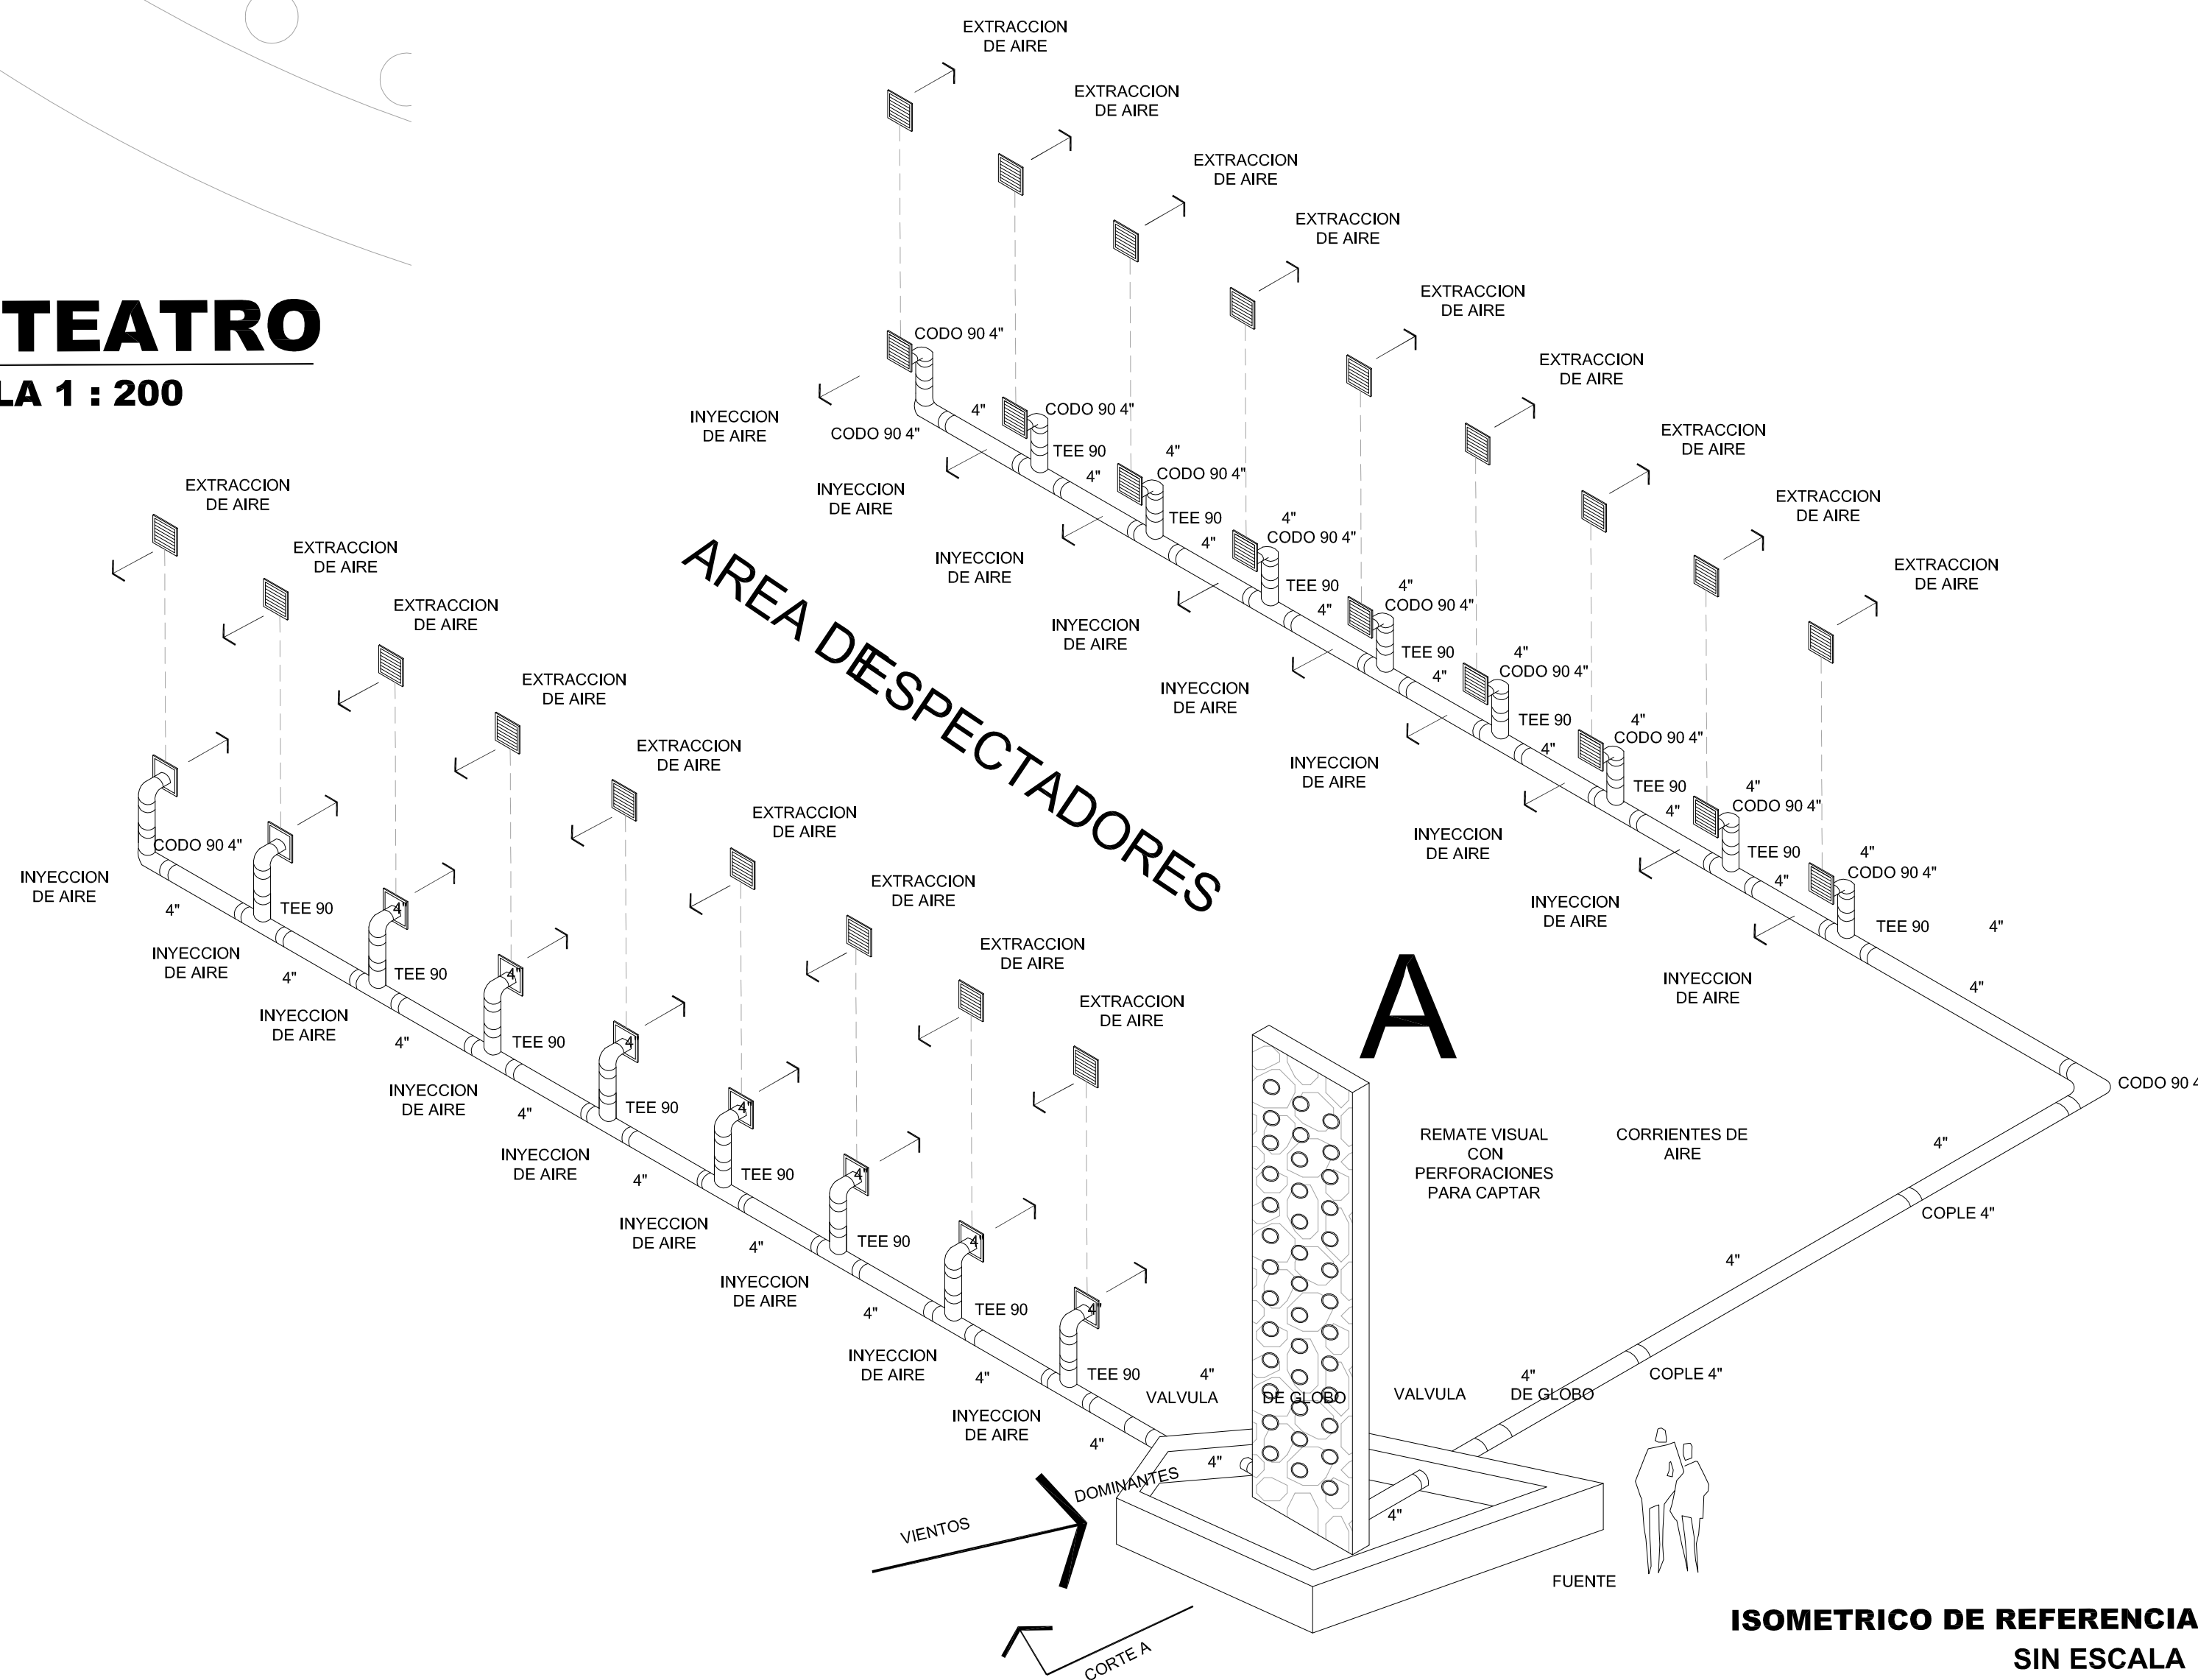 TEATRO
LA 1 : 200
EXTRACCION
DE AIRE
EXTRACCION
DE AIRE
EXTRACCION
DE AIRE
EXTRACCION
DE AIRE
EXTRACCION
DE AIRE
EXTRACCION
DE AIRE
EXTRACCION
DE AIRE
EXTRACCION
DE AIRE
EXTRACCION
DE AIRE
CODO 90 4"
INYECCION
DE AIRE
CODO 90 4"
4"
CODO 90 4"
TEE 90
4"
4"
CODO 90 4"
INYECCION
DE AIRE
TEE 90
4"
4"
CODO 90 4"
INYECCION
DE AIRE
TEE 90
4"
4"
CODO 90 4"
INYECCION
DE AIRE
TEE 90
4"
4"
CODO 90 4"
INYECCION
DE AIRE
TEE 90
4"
4"
CODO 90 4"
INYECCION
DE AIRE
TEE 90
4"
4"
CODO 90 4"
INYECCION
DE AIRE
TEE 90
4"
4"
CODO 90 4"
INYECCION
DE AIRE
TEE 90
4"
INYECCION
DE AIRE
4"
CODO 90 4
AREA DE ESPECTADORES
EXTRACCION
DE AIRE
EXTRACCION
DE AIRE
EXTRACCION
DE AIRE
EXTRACCION
DE AIRE
EXTRACCION
DE AIRE
EXTRACCION
DE AIRE
EXTRACCION
DE AIRE
EXTRACCION
DE AIRE
EXTRACCION
DE AIRE
CODO 90 4"
INYECCION
DE AIRE
4"
TEE 90
INYECCION
DE AIRE
4"
4"
TEE 90
INYECCION
DE AIRE
4"
4"
TEE 90
INYECCION
DE AIRE
4"
4"
TEE 90
INYECCION
DE AIRE
4"
4"
TEE 90
INYECCION
DE AIRE
4"
4"
TEE 90
INYECCION
DE AIRE
4"
4"
TEE 90
INYECCION
DE AIRE
4"
4"
TEE 90
INYECCION
DE AIRE
4"
A
REMATE VISUAL
CON
PERFORACIONES
PARA CAPTAR
CORRIENTES DE
AIRE
4"
COPLE 4"
4"
COPLE 4"
4"
VALVULA DE GLOBO
4"
VALVULA DE GLOBO
4"
4"
VIENTOS DOMINANTES
CORTE A
FUENTE
ISOMETRICO DE REFERENCIA
SIN ESCALA